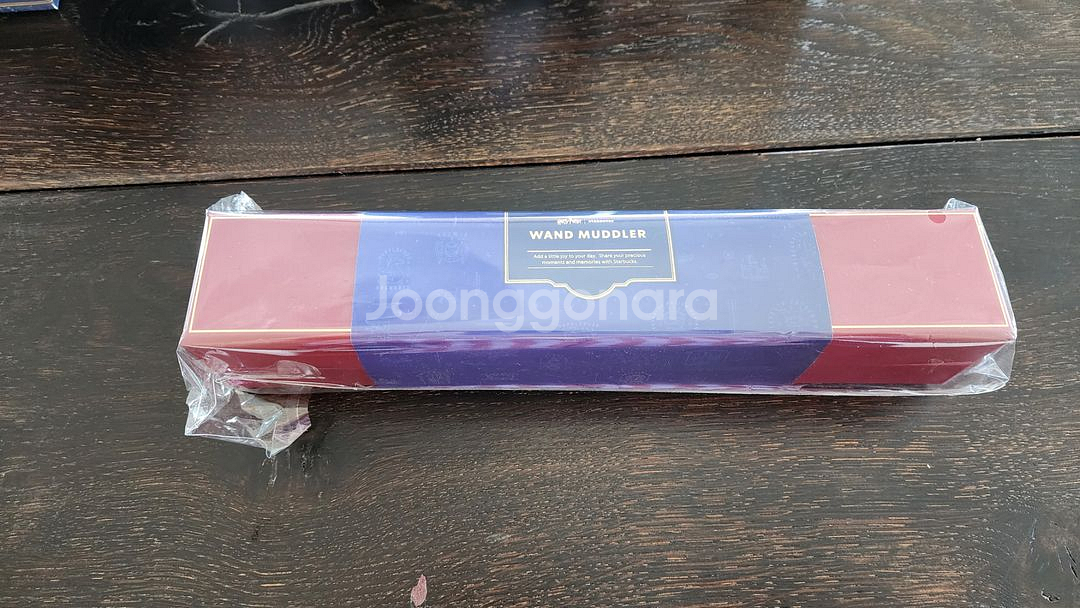 WAND MUDDLER
Add a little joy to your day. Share your precious
moments and memories with Starbucks.
Joonggonara